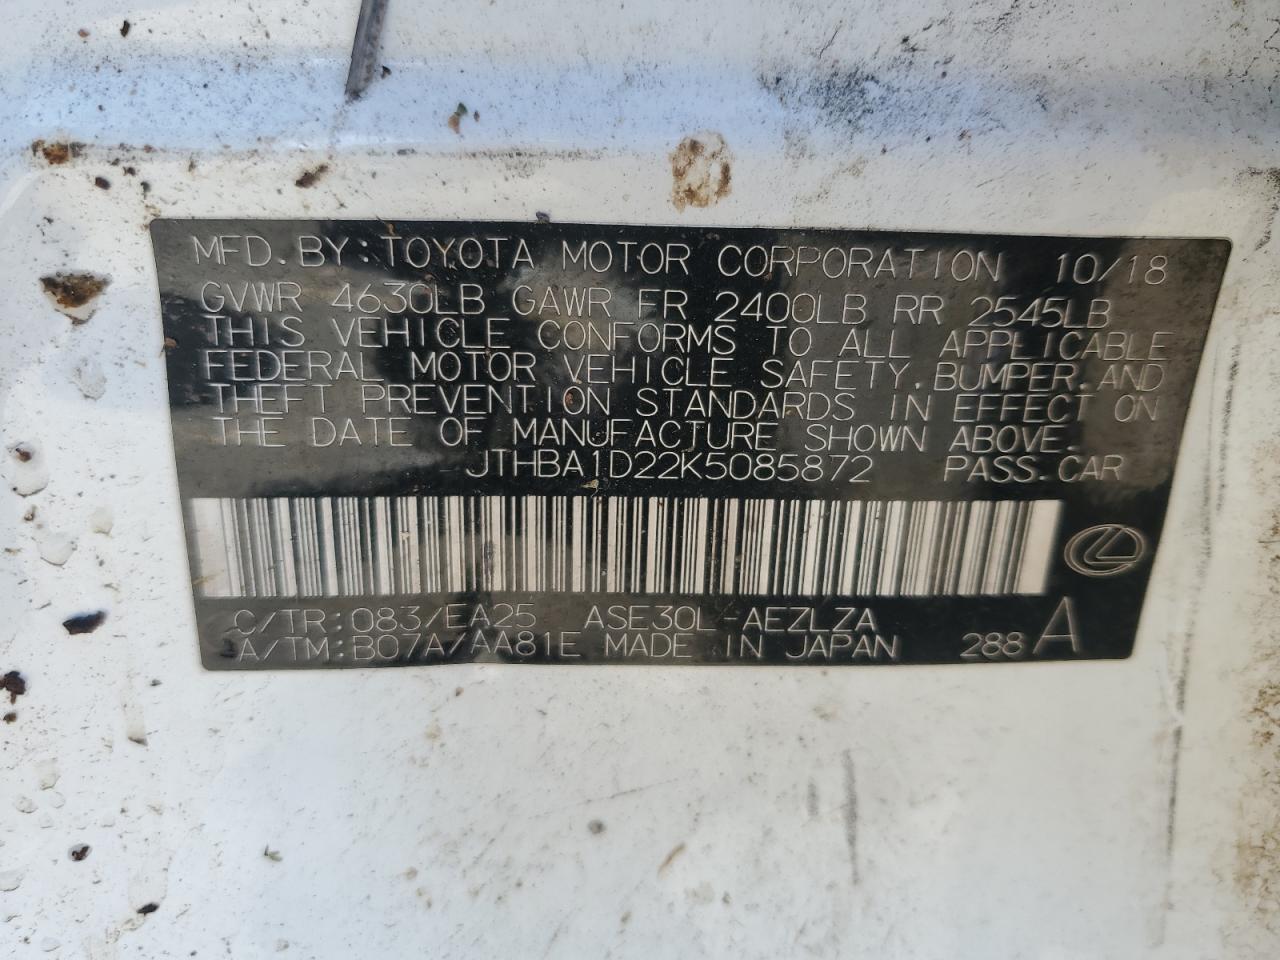 MFD. BY: TOYOTA MOTOR CORPORATION 10/18
GVWR 4630LB GAWR FR 2400LB RR 2545LB
THIS VEHICLE CONFORMS TO ALL APPLICABLE
FEDERAL MOTOR VEHICLE SAFETY, BUMPER, AND
THEFT PREVENTION STANDARDS IN EFFECT ON
THE DATE OF MANUFACTURE SHOWN ABOVE.
JTHBA1D22K5085872 PASS. CAR
C/TR: 083/EA25 ASE30L-AEZLZA
A/TM: B07A/AA81E MADE IN JAPAN 288 A